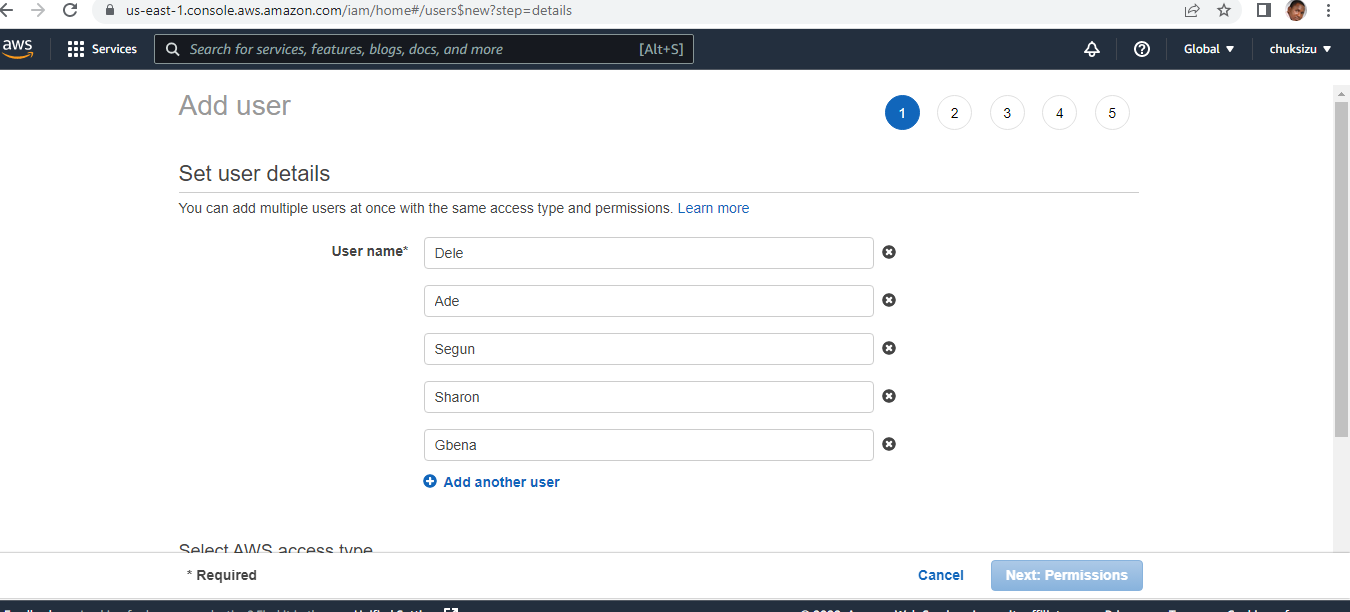 us-east-1.console.aws.amazon.com/iam/home#/users$new?step=details
aws
Services
Search for services, features, blogs, docs, and more
[Alt+S]
Global
chuksizu
Add user
1 2 3 4 5
Set user details
You can add multiple users at once with the same access type and permissions. Learn more
User name*
Dele
Ade
Segun
Sharon
Gbena
Add another user
Select AWS access type
* Required
Cancel
Next: Permissions